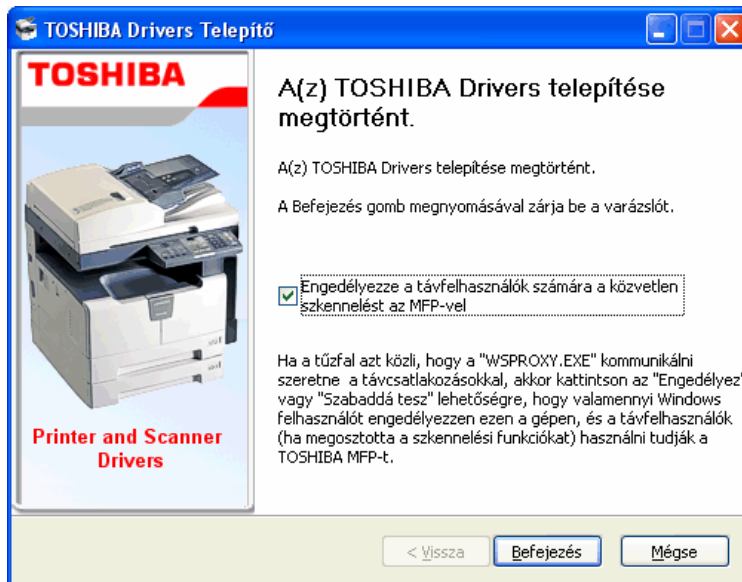 TOSHIBA Drivers Telepítő
TOSHIBA
A(z) TOSHIBA Drivers telepítése
megtörtént.
A(z) TOSHIBA Drivers telepítése megtörtént.
A Befejezés gomb megnyomásával zárja be a varázslót.
Engedélyezze a távfelhasználók számára a közvetlen
szkennelést az MFP-vel
Ha a tűzfal azt közli, hogy a "WSPROXY.EXE" kommunikálni
szeretne a távcsatlakozásokkal, akkor kattintson az "Engedélyez"
vagy "Szabaddá tesz" lehetőségre, hogy valamennyi Windows
felhasználót engedélyezzen ezen a gépen, és a távfelhasználók
(ha megosztotta a szkennelési funkciókat) használni tudják a
TOSHIBA MFP-t.
Printer and Scanner
Drivers
< Vissza
Befejezés
Mégse